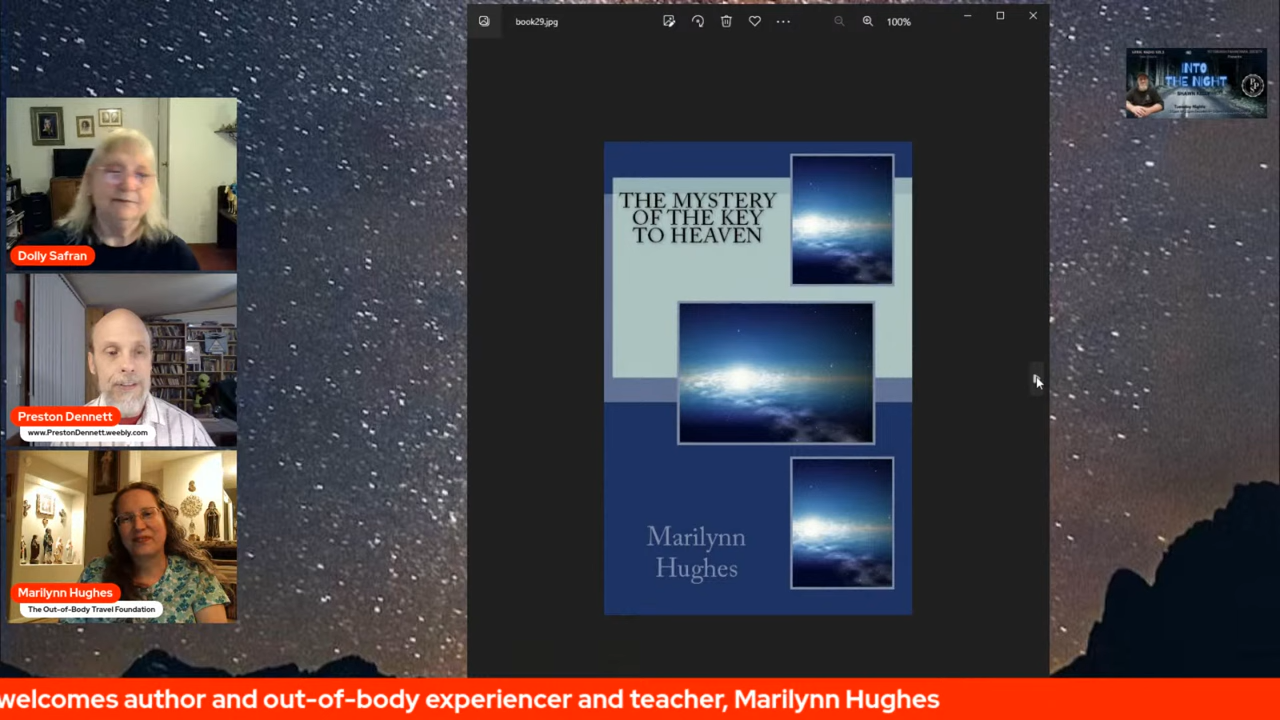 book29.jpg
100%
INTO
THE NIGHT
Dolly Safran
THE MYSTERY
OF THE KEY
TO HEAVEN
Preston Dennett
www.PrestonDennett.weebly.com
Marilynn
Hughes
Marilynn Hughes
The Out-of-Body Travel Foundation
welcomes author and out-of-body experiencer and teacher, Marilynn Hughes